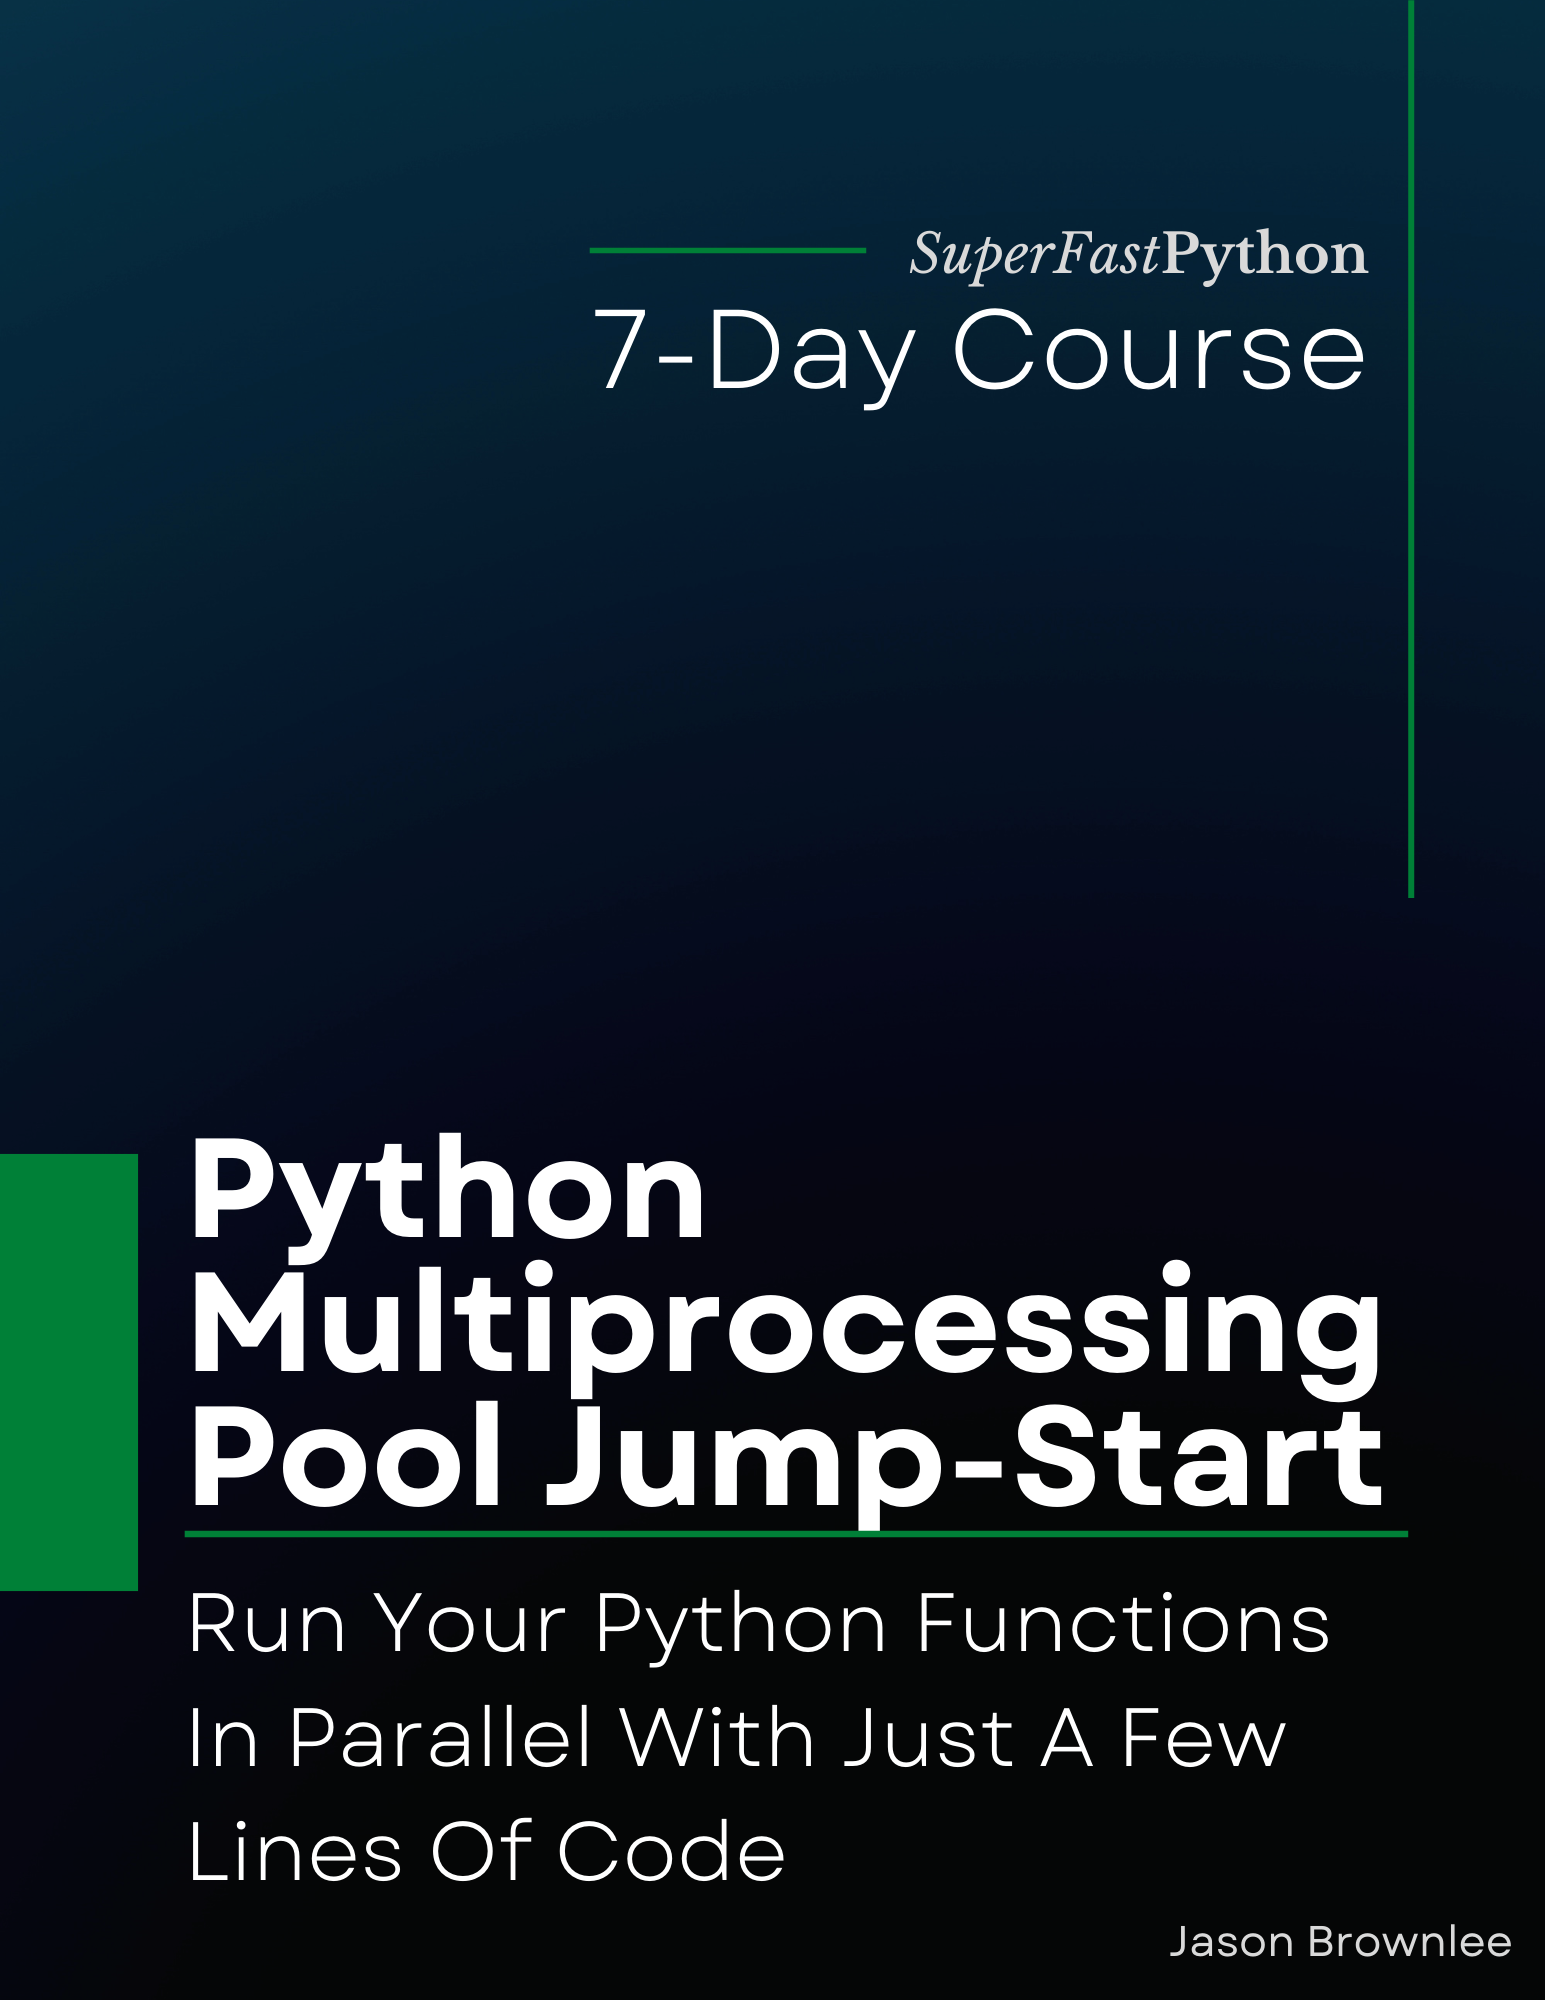 SuperFastPython
7-Day Course
Python
Multiprocessing
Pool Jump-Start
Run Your Python Functions
In Parallel With Just A Few
Lines Of Code
Jason Brownlee